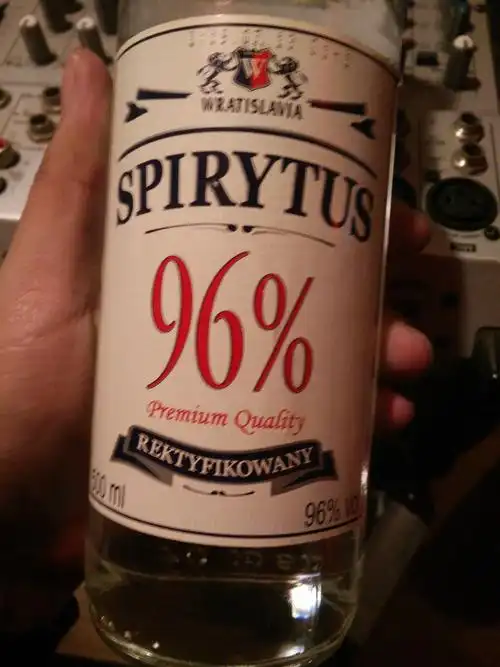 WRATISLAVIA
SPIRYTUS
96%
Premium Quality
REKTYFIKOWANY
500 ml
96% vol